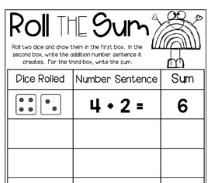 Roll THE Sum
Roll two dice and draw them in the first box. In the
second box, write the addition number sentence it
creates. For the third box, write the sum.
Dice Rolled Number Sentence Sum
4 + 2 = 6